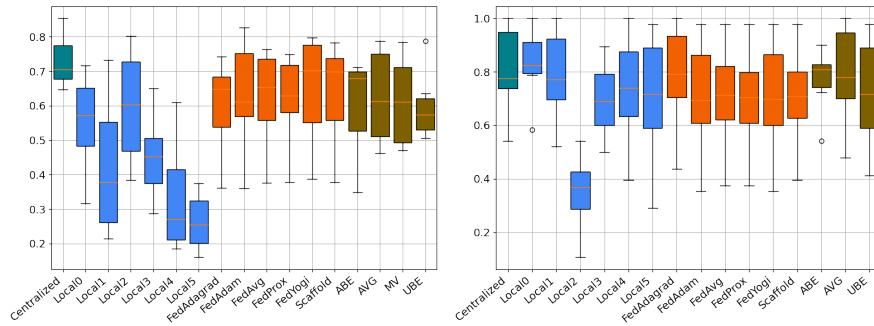 0.8
0.7
0.6
0.5
0.4
0.3
0.2
Centralized
Local0
Local1
Local2
Local3
Local4
Local5
FedAdagrad
FedAdam
FedAvg
FedProx
FedYogi
Scaffold
ABE
AVG
MV
UBE
1.0
0.8
0.6
0.4
0.2
Centralized
Local0
Local1
Local2
Local3
Local4
Local5
FedAdagrad
FedAdam
FedAvg
FedProx
FedYogi
Scaffold
ABE
AVG
UBE